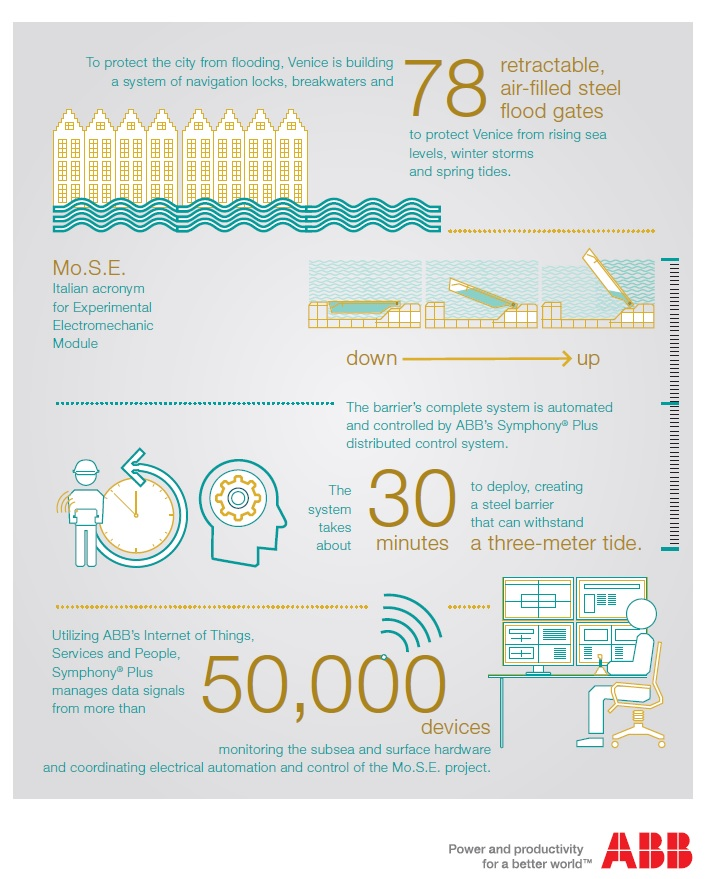 To protect the city from flooding, Venice is building
a system of navigation locks, breakwaters and
78
retractable,
air-filled steel
flood gates
to protect Venice from rising sea
levels, winter storms
and spring tides.
Mo.S.E.
Italian acronym
for Experimental
Electromechanic
Module
down
up
The barrier's complete system is automated
and controlled by ABB's Symphony® Plus
distributed control system.
The
system
takes
about
30
minutes
to deploy, creating
a steel barrier
that can withstand
a three-meter tide.
Utilizing ABB's Internet of Things,
Services and People,
Symphony® Plus
manages data signals
from more than
50,000
devices
monitoring the subsea and surface hardware
and coordinating electrical automation and control of the Mo.S.E. project.
Power and productivity
for a better world™
ABB